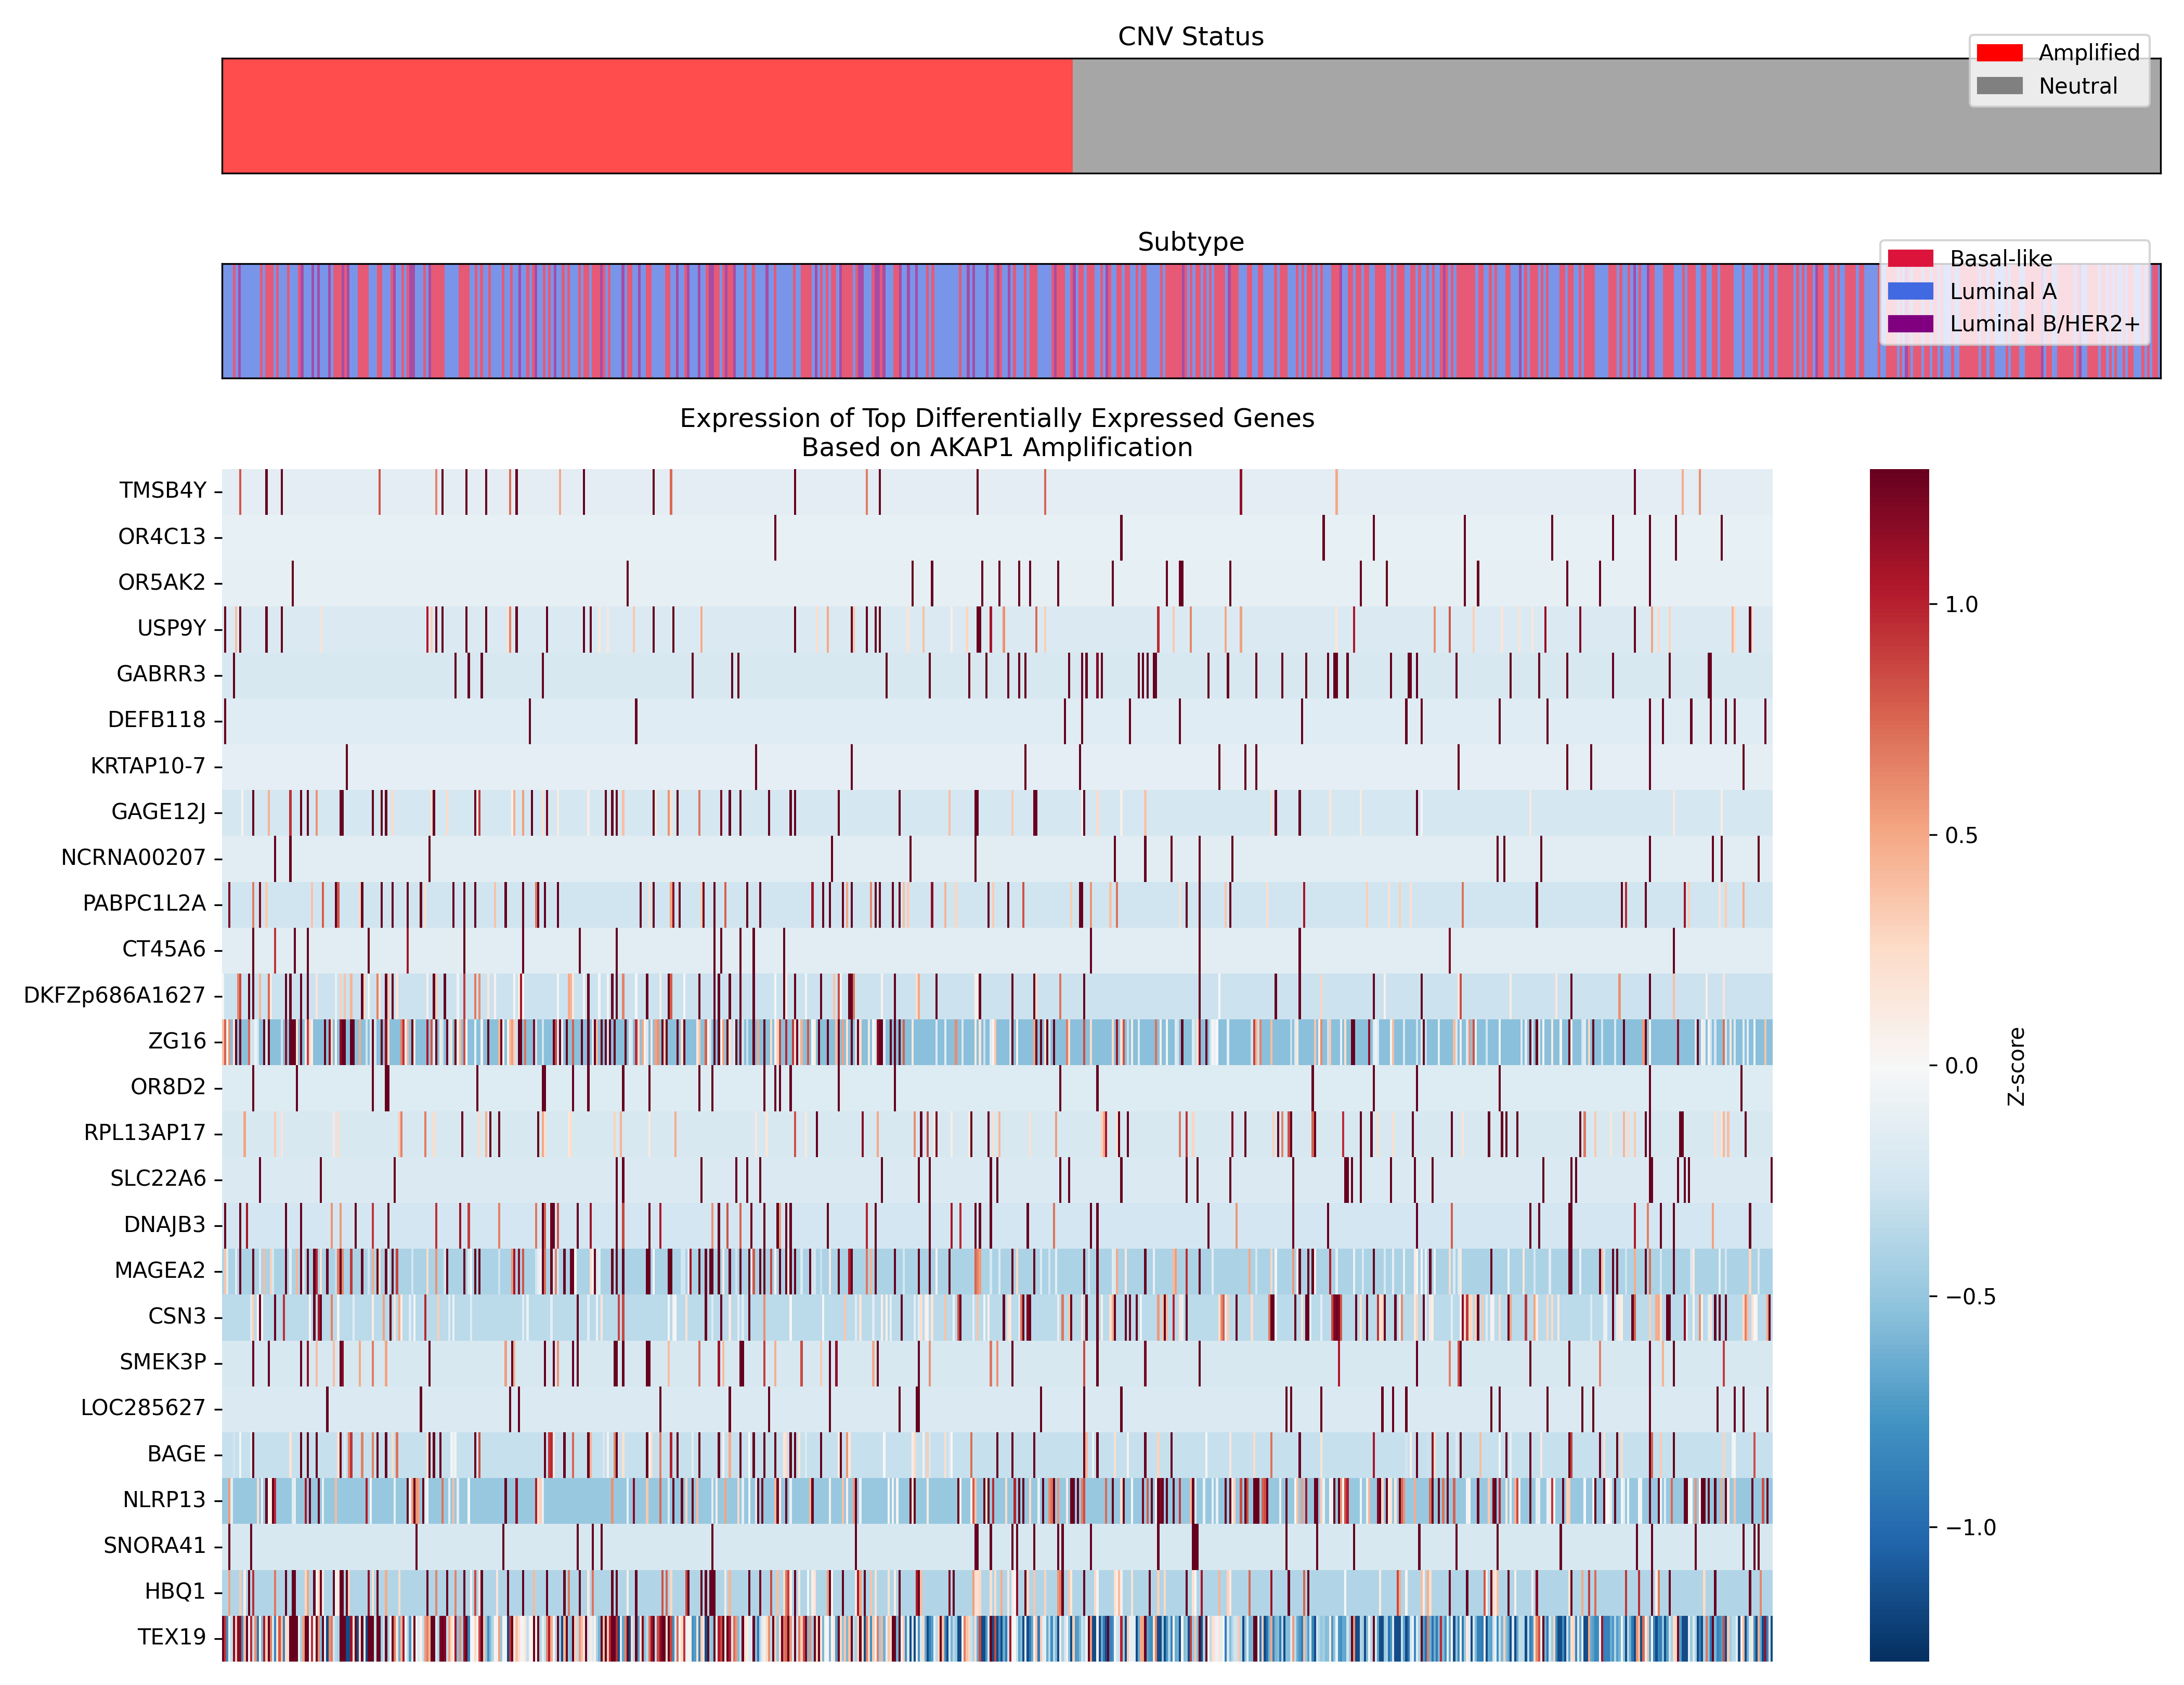 CNV Status
Amplified
Neutral
Subtype
Basal-like
Luminal A
Luminal B/HER2+
Expression of Top Differentially Expressed Genes
Based on AKAP1 Amplification
TMSB4Y
OR4C13
OR5AK2
USP9Y
GABRR3
DEFB118
KRTAP10-7
GAGE12J
NCRNA00207
PABPC1L2A
CT45A6
DKFZp686A1627
ZG16
OR8D2
RPL13AP17
SLC22A6
DNAJB3
MAGEA2
CSN3
SMEK3P
LOC285627
BAGE
NLRP13
SNORA41
HBQ1
TEX19
1.0
0.5
0.0
−0.5
−1.0
Z-score